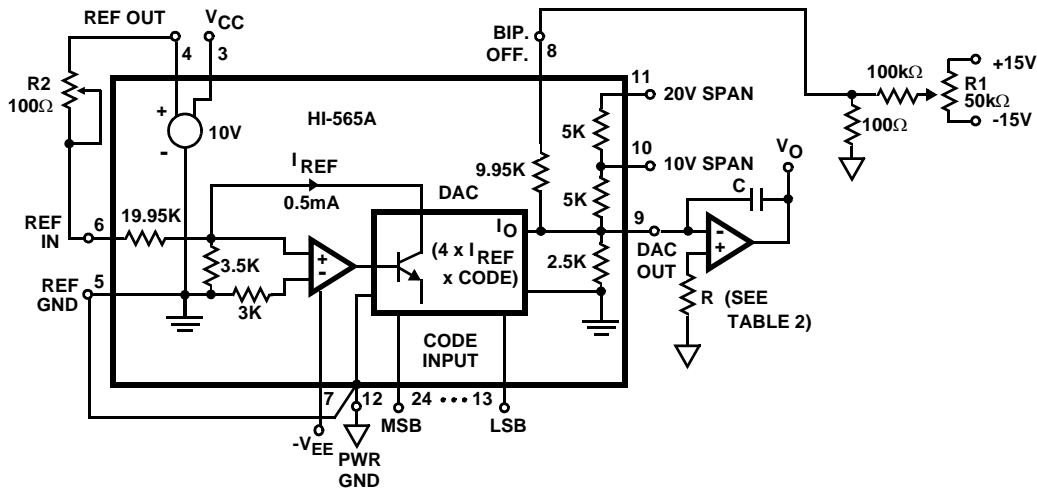 REF OUT
VCC
4
3
BIP.
OFF.
8
R2
100Ω
+
10V
-
HI-565A
11
20V SPAN
100kΩ
R1
50kΩ
+15V
-15V
100Ω
5K
10
10V SPAN
9.95K
5K
VO
C
IREF
0.5mA
DAC
REF
IN
6
19.95K
IO
9
DAC
OUT
-
+
(4 x IREF
x CODE)
2.5K
3.5K
+
-
REF
GND
5
3K
R (SEE
TABLE 2)
CODE
INPUT
7
12
24 ••• 13
MSB
LSB
-VEE
PWR
GND